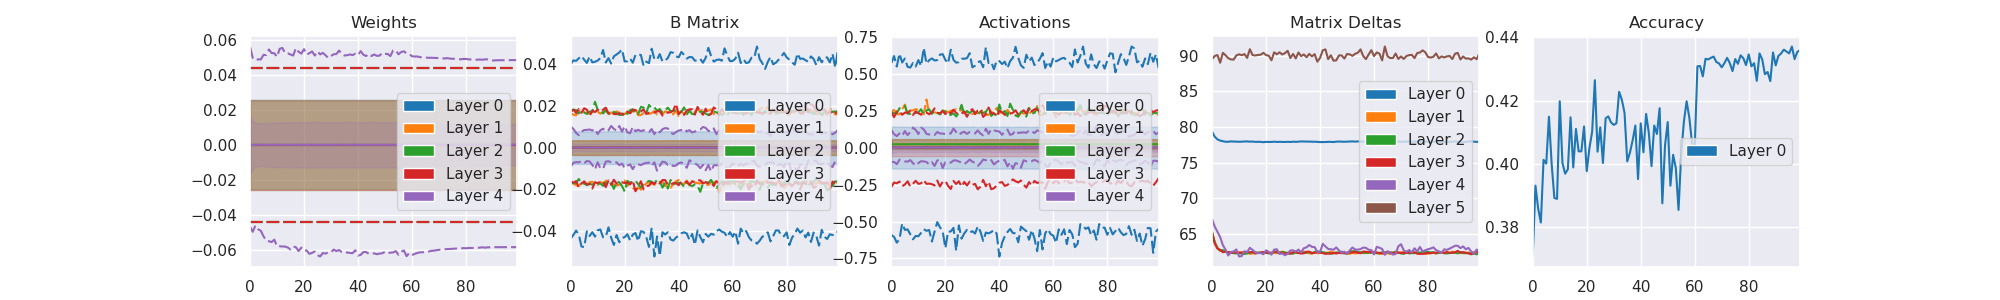 Weights
0.06
0.04
0.02
0.00
−0.02
−0.04
−0.06
0 20 40 60 80
Layer 0
Layer 1
Layer 2
Layer 3
Layer 4
B Matrix
0.04
0.02
0.00
−0.02
−0.04
0 20 40 60 80
Layer 0
Layer 1
Layer 2
Layer 3
Layer 4
Activations
0.75
0.50
0.25
0.00
−0.25
−0.50
−0.75
0 20 40 60 80
Layer 0
Layer 1
Layer 2
Layer 3
Layer 4
Matrix Deltas
90
85
80
75
70
65
0 20 40 60 80
Layer 0
Layer 1
Layer 2
Layer 3
Layer 4
Layer 5
Accuracy
0.44
0.42
0.40
0.38
0 20 40 60 80
Layer 0